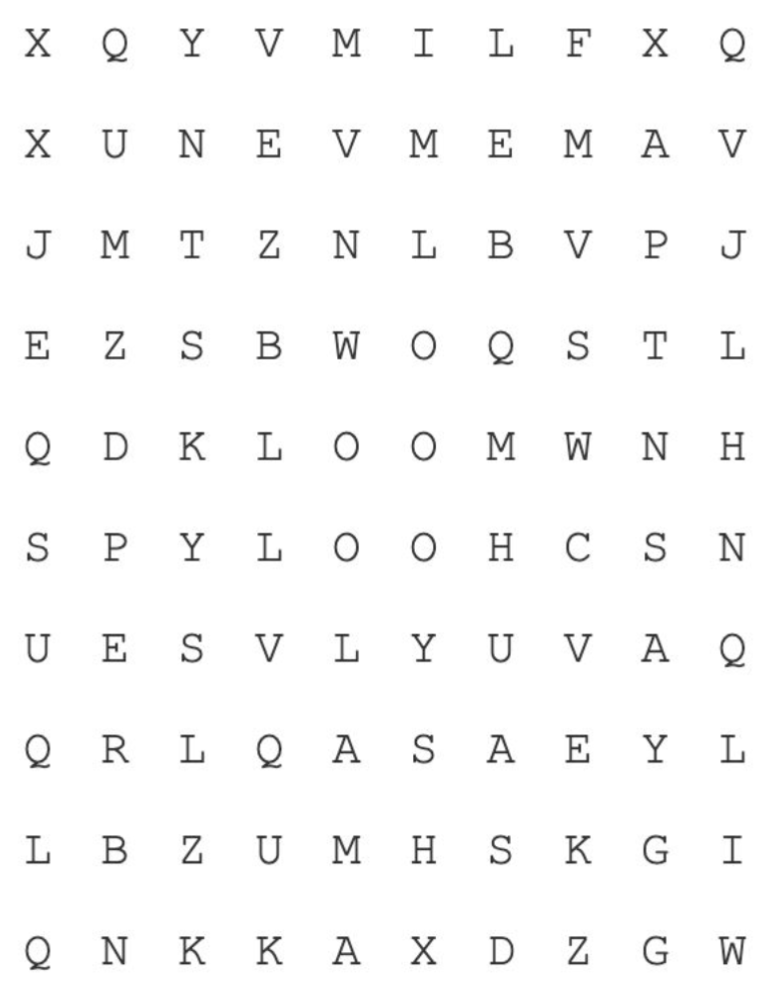 X Q Y V M I L F X Q
X U N E V M E M A V
J M T Z N L B V P J
E Z S B W O Q S T L
Q D K L O O M W N H
S P Y L O O H C S N
U E S V L Y U V A Q
Q R L Q A S A E Y L
L B Z U M H S K G I
Q N K K A X D Z G W